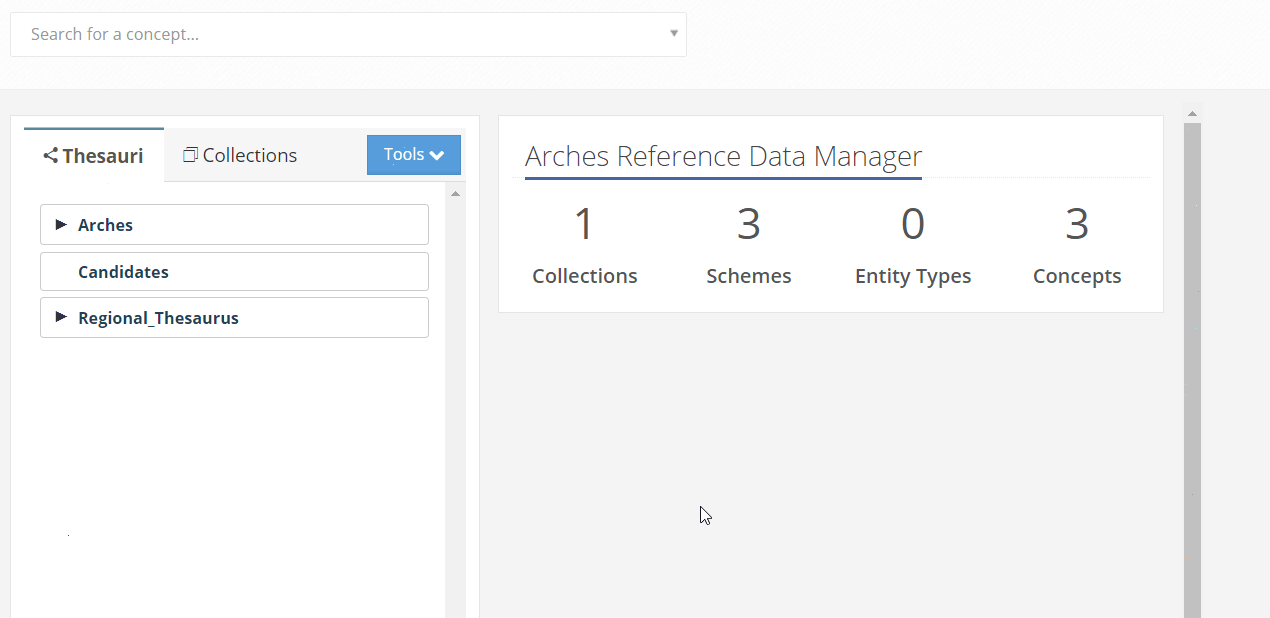 Search for a concept...
Thesauri
Collections
Tools
Arches
Candidates
Regional_Thesaurus
Arches Reference Data Manager
1 3 0 3
Collections Schemes Entity Types Concepts